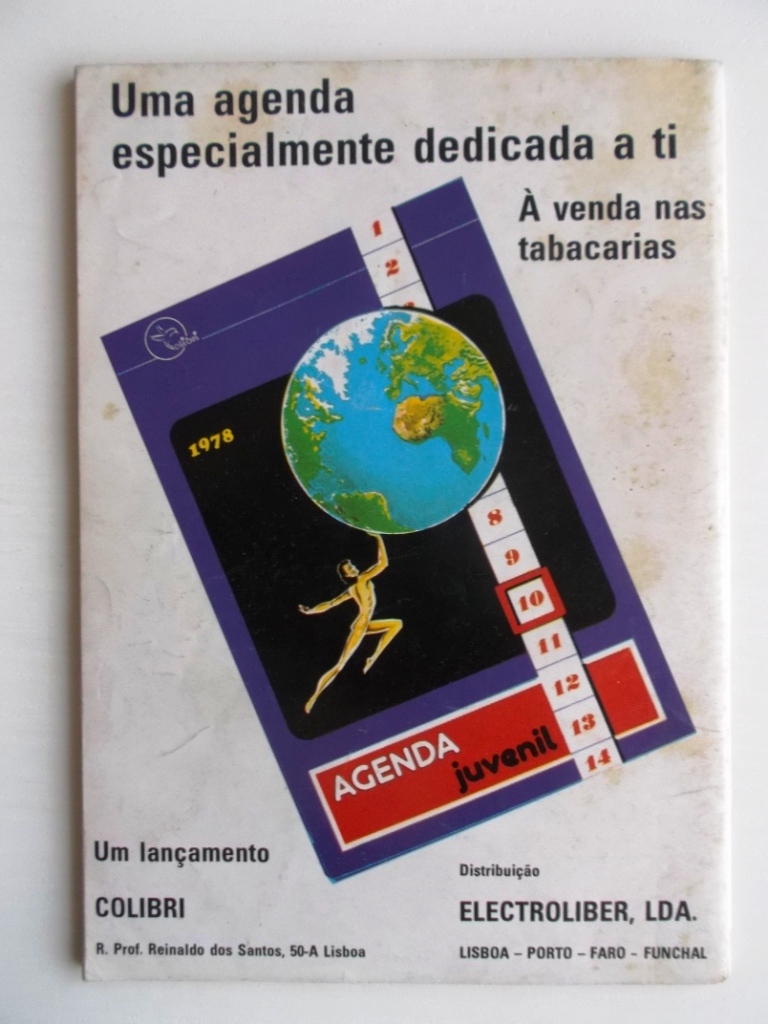 Uma agenda
especialmente dedicada a ti
À venda nas
tabacarias
1
2
1978
8
9
10
11
12
13
14
AGENDA
juvenil
Um lançamento
COLIBRI
R. Prof. Reinaldo dos Santos, 50-A Lisboa
Distribuição
ELECTROLIBER, LDA.
LISBOA - PORTO - FARO - FUNCHAL